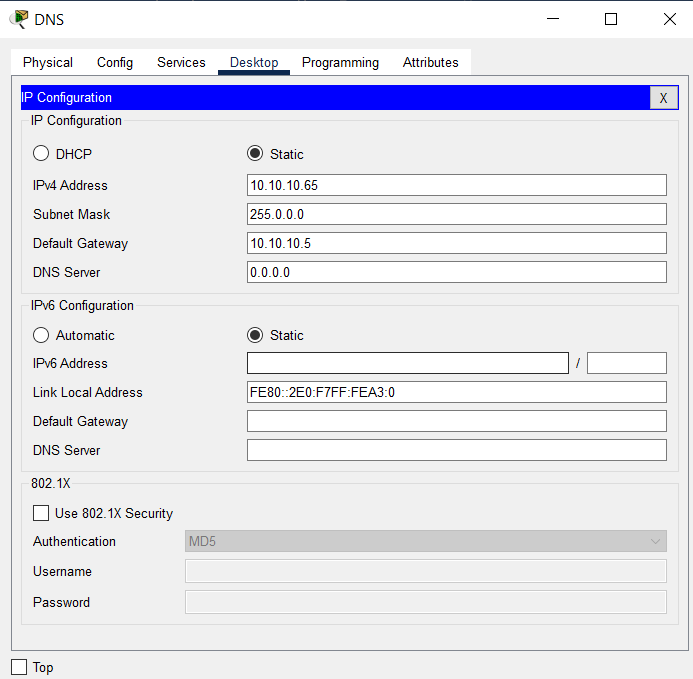 DNS
Physical Config Services Desktop Programming Attributes
IP Configuration X
IP Configuration
DHCP Static
IPv4 Address 10.10.10.65
Subnet Mask 255.0.0.0
Default Gateway 10.10.10.5
DNS Server 0.0.0.0
IPv6 Configuration
Automatic Static
IPv6 Address /
Link Local Address FE80::2E0:F7FF:FEA3:0
Default Gateway
DNS Server
802.1X
Use 802.1X Security
Authentication MD5
Username
Password
Top